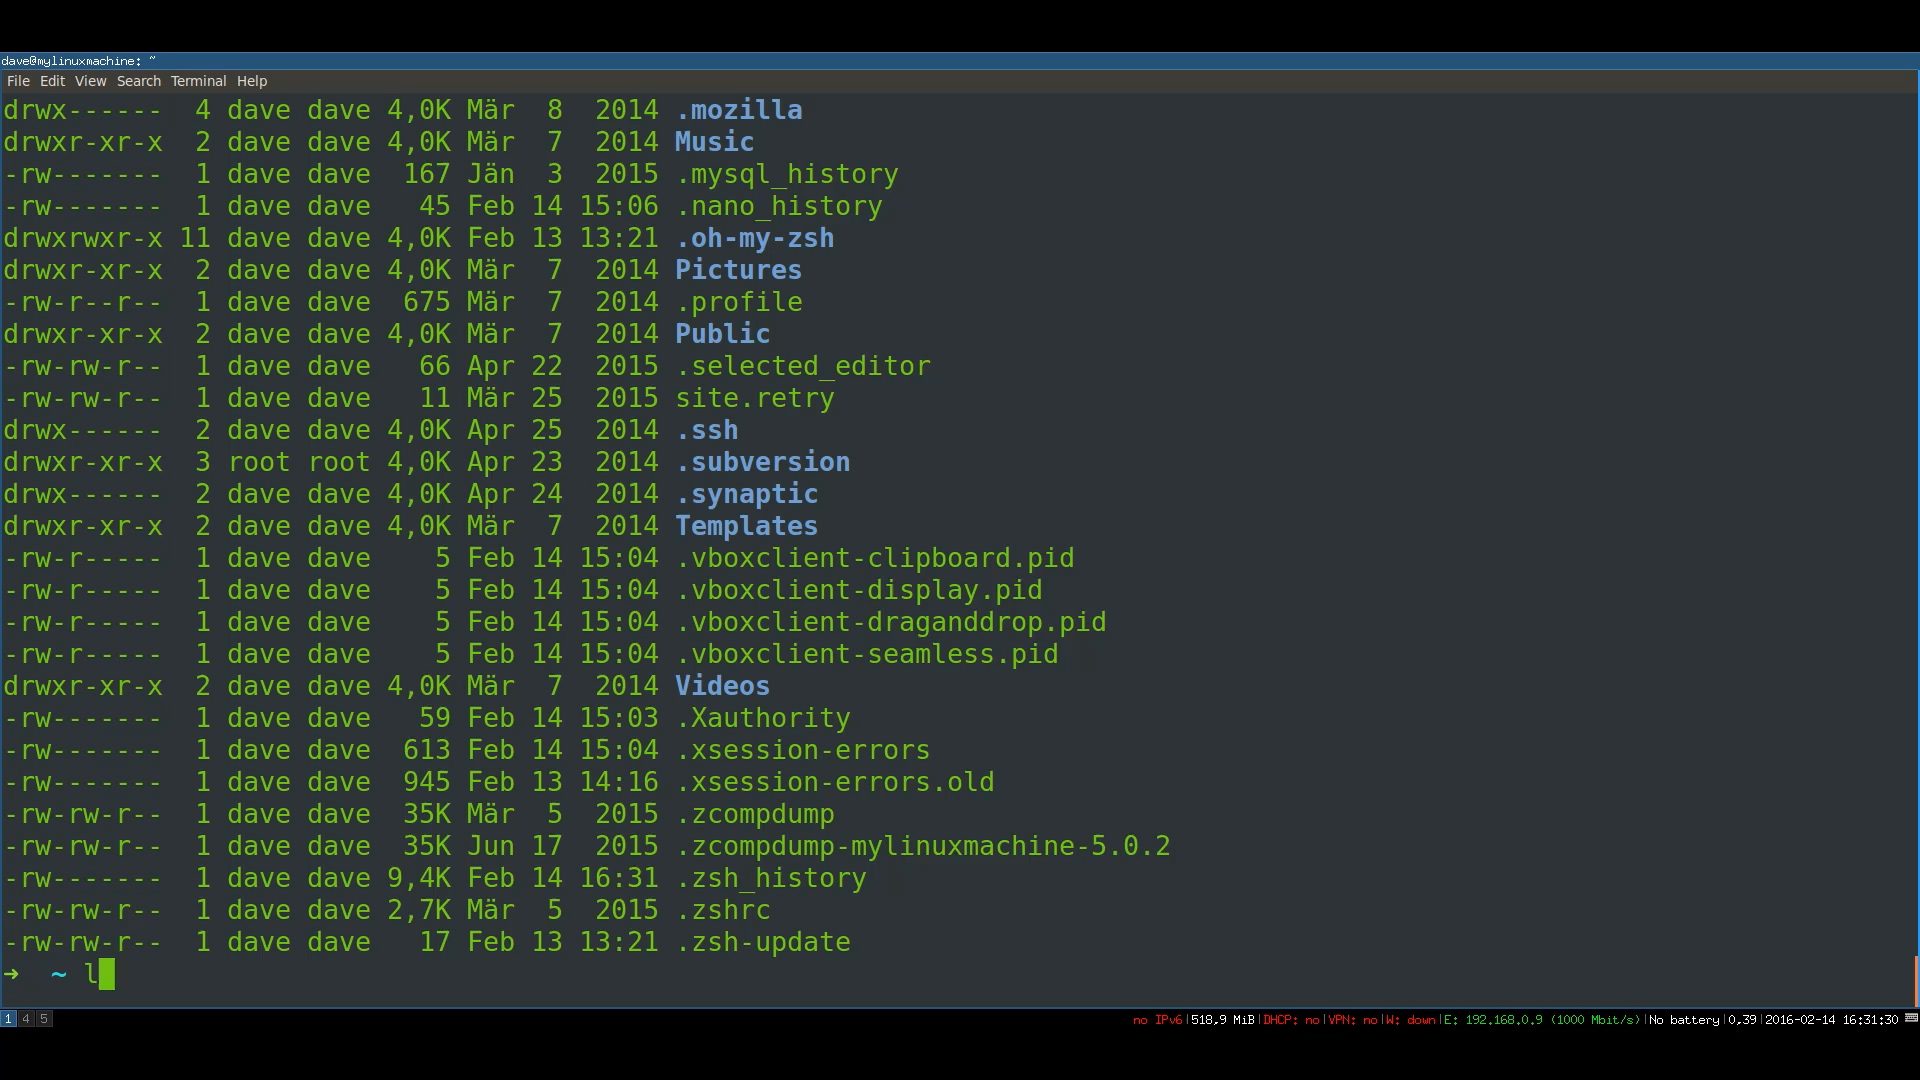 dave@mylinuxmachine: ~
File Edit View Search Terminal Help
drwx------  4 dave dave 4,0K Mär  8  2014 .mozilla
drwxr-xr-x  2 dave dave 4,0K Mär  7  2014 Music
-rw-------  1 dave dave  167 Jän  3  2015 .mysql_history
-rw-------  1 dave dave   45 Feb 14 15:06 .nano_history
drwxrwxr-x 11 dave dave 4,0K Feb 13 13:21 .oh-my-zsh
drwxr-xr-x  2 dave dave 4,0K Mär  7  2014 Pictures
-rw-r--r--  1 dave dave  675 Mär  7  2014 .profile
drwxr-xr-x  2 dave dave 4,0K Mär  7  2014 Public
-rw-rw-r--  1 dave dave   66 Apr 22  2015 .selected_editor
-rw-rw-r--  1 dave dave   11 Mär 25  2015 site.retry
drwx------  2 dave dave 4,0K Apr 25  2014 .ssh
drwxr-xr-x  3 root root 4,0K Apr 23  2014 .subversion
drwx------  2 dave dave 4,0K Apr 24  2014 .synaptic
drwxr-xr-x  2 dave dave 4,0K Mär  7  2014 Templates
-rw-r-----  1 dave dave    5 Feb 14 15:04 .vboxclient-clipboard.pid
-rw-r-----  1 dave dave    5 Feb 14 15:04 .vboxclient-display.pid
-rw-r-----  1 dave dave    5 Feb 14 15:04 .vboxclient-draganddrop.pid
-rw-r-----  1 dave dave    5 Feb 14 15:04 .vboxclient-seamless.pid
drwxr-xr-x  2 dave dave 4,0K Mär  7  2014 Videos
-rw-------  1 dave dave   59 Feb 14 15:03 .Xauthority
-rw-------  1 dave dave  613 Feb 14 15:04 .xsession-errors
-rw-------  1 dave dave  945 Feb 13 14:16 .xsession-errors.old
-rw-rw-r--  1 dave dave  35K Mär  5  2015 .zcompdump
-rw-rw-r--  1 dave dave  35K Jun 17  2015 .zcompdump-mylinuxmachine-5.0.2
-rw-------  1 dave dave 9,4K Feb 14 16:31 .zsh_history
-rw-rw-r--  1 dave dave 2,7K Mär  5  2015 .zshrc
-rw-rw-r--  1 dave dave   17 Feb 13 13:21 .zsh-update
➜  ~ l
1 4 5 no IPv6|518,9 MiB|DHCP: no|VPN: no|W: down|E: 192.168.0.9 (1000 Mbit/s)|No battery|0,39|2016-02-14 16:31:30